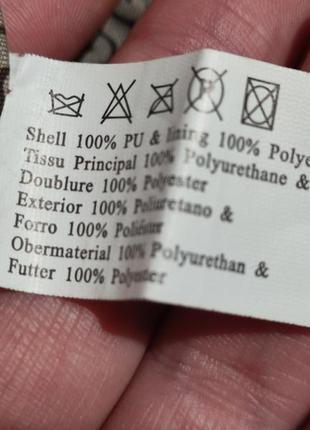 Shell 100% PU & lining 100% Polye
Tissu Principal 100% Polyurethane &
Doublure 100% Polyester
Exterior 100% Poliuretano &
Forro 100% Poliéster
Obermaterial 100% Polyurethan &
Futter 100% Polyester